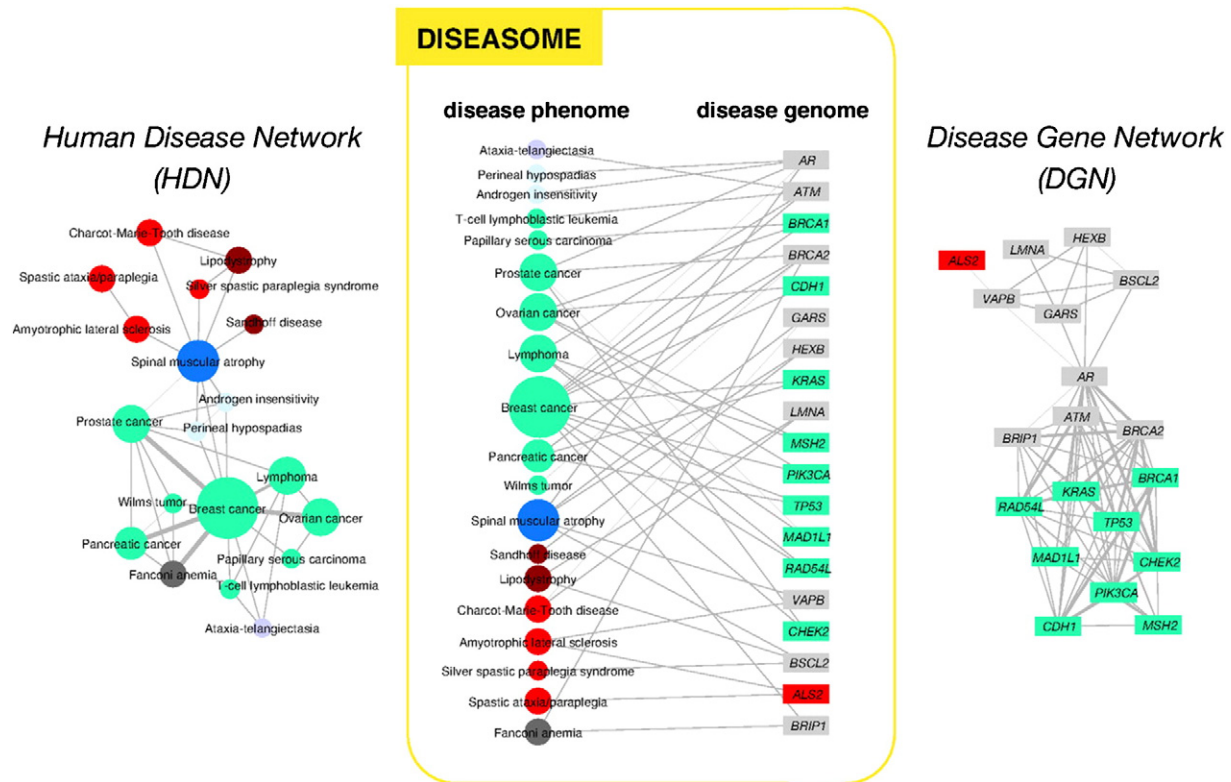 DISEASOME
Human Disease Network
(HDN)
Charcot-Marie-Tooth disease
Lipodystrophy
Spastic ataxia/paraplegia
Silver spastic paraplegia syndrome
Amyotrophic lateral sclerosis
Sandhoff disease
Spinal muscular atrophy
Androgen insensitivity
Prostate cancer
Perineal hypospadias
Lymphoma
Wilms tumor
Breast cancer
Ovarian cancer
Pancreatic cancer
Papillary serous carcinoma
Fanconi anemia
T-cell lymphoblastic leukemia
Ataxia-telangiectasia
disease phenome
Ataxia-telangiectasia
Perineal hypospadias
Androgen insensitivity
T-cell lymphoblastic leukemia
Papillary serous carcinoma
Prostate cancer
Ovarian cancer
Lymphoma
Breast cancer
Pancreatic cancer
Wilms tumor
Spinal muscular atrophy
Sandhoff disease
Lipodystrophy
Charcot-Marie-Tooth disease
Amyotrophic lateral sclerosis
Silver spastic paraplegia syndrome
Spastic ataxia/paraplegia
Fanconi anemia
disease genome
AR
ATM
BRCA1
BRCA2
CDH1
GARS
HEXB
KRAS
LMNA
MSH2
PIK3CA
TP53
MAD1L1
RAD54L
VAPB
CHEK2
BSCL2
ALS2
BRIP1
Disease Gene Network
(DGN)
HEXB
LMNA
ALS2
BSCL2
VAPB
GARS
AR
ATM
BRIP1
BRCA2
BRCA1
KRAS
RAD54L
TP53
MAD1L1
CHEK2
PIK3CA
CDH1
MSH2